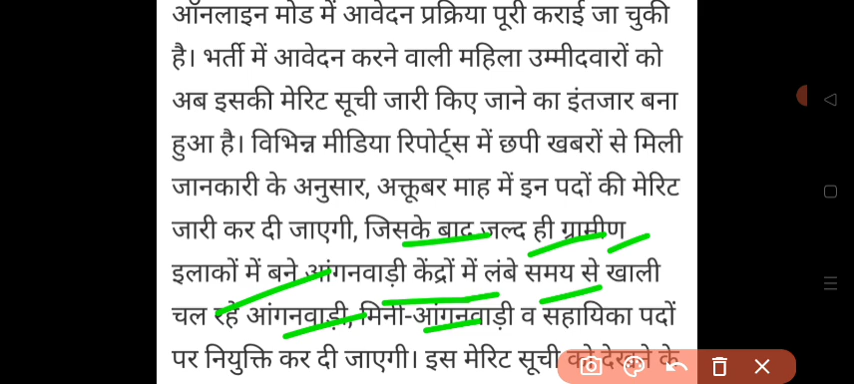 ऑनलाइन मोड में आवेदन प्रक्रिया पूरी कराई जा चुकी
है। भर्ती में आवेदन करने वाली महिला उम्मीदवारों को
अब इसकी मेरिट सूची जारी किए जाने का इंतजार बना
हुआ है। विभिन्न मीडिया रिपोर्ट्स में छपी खबरों से मिली
जानकारी के अनुसार, अक्तूबर माह में इन पदों की मेरिट
जारी कर दी जाएगी, जिसके बाद जल्द ही ग्रामीण
इलाकों में बने आंगनवाड़ी केंद्रों में लंबे समय से खाली
चल रहे आंगनवाड़ी, मिनी-आंगनवाड़ी व सहायिका पदों
पर नियुक्ति कर दी जाएगी। इस मेरिट सूची को देखने के